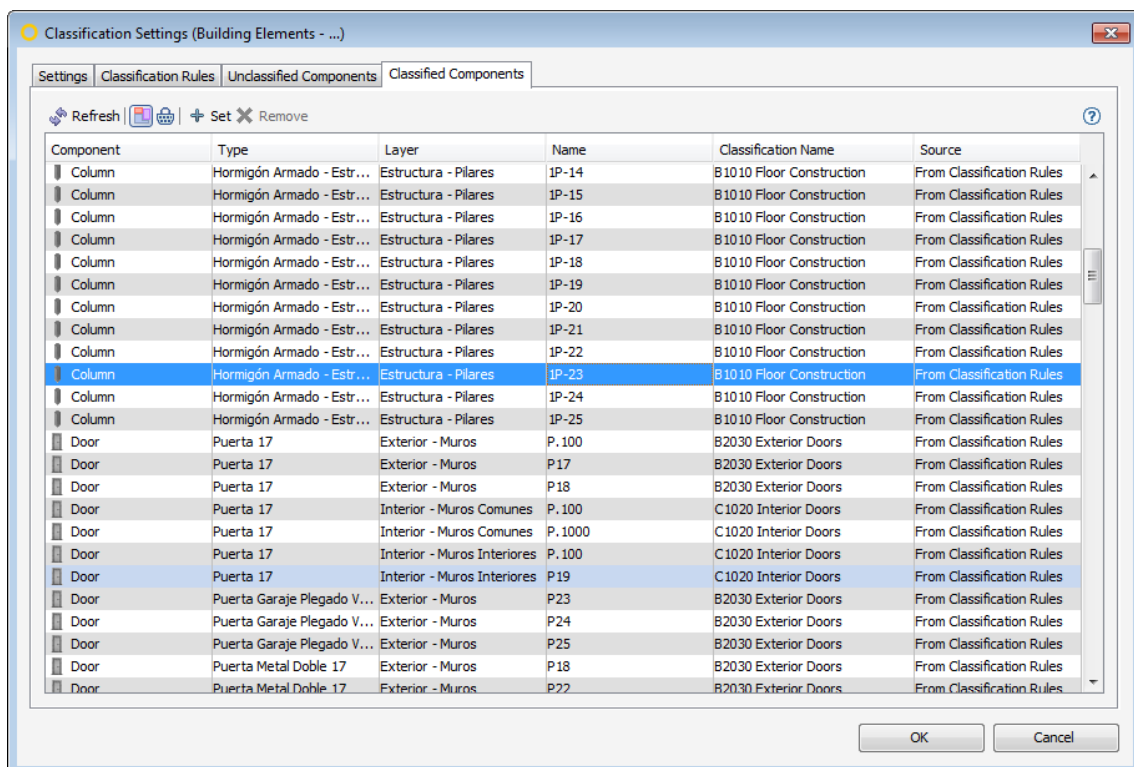 Classification Settings (Building Elements - ...)
Settings Classification Rules Unclassified Components Classified Components
Refresh Set Remove
Component Type Layer Name Classification Name Source
Column Hormigón Armado - Estr... Estructura - Pilares 1P-14 B1010 Floor Construction From Classification Rules
Column Hormigón Armado - Estr... Estructura - Pilares 1P-15 B1010 Floor Construction From Classification Rules
Column Hormigón Armado - Estr... Estructura - Pilares 1P-16 B1010 Floor Construction From Classification Rules
Column Hormigón Armado - Estr... Estructura - Pilares 1P-17 B1010 Floor Construction From Classification Rules
Column Hormigón Armado - Estr... Estructura - Pilares 1P-18 B1010 Floor Construction From Classification Rules
Column Hormigón Armado - Estr... Estructura - Pilares 1P-19 B1010 Floor Construction From Classification Rules
Column Hormigón Armado - Estr... Estructura - Pilares 1P-20 B1010 Floor Construction From Classification Rules
Column Hormigón Armado - Estr... Estructura - Pilares 1P-21 B1010 Floor Construction From Classification Rules
Column Hormigón Armado - Estr... Estructura - Pilares 1P-22 B1010 Floor Construction From Classification Rules
Column Hormigón Armado - Estr... Estructura - Pilares 1P-23 B1010 Floor Construction From Classification Rules
Column Hormigón Armado - Estr... Estructura - Pilares 1P-24 B1010 Floor Construction From Classification Rules
Column Hormigón Armado - Estr... Estructura - Pilares 1P-25 B1010 Floor Construction From Classification Rules
Door Puerta 17 Exterior - Muros P.100 B2030 Exterior Doors From Classification Rules
Door Puerta 17 Exterior - Muros P17 B2030 Exterior Doors From Classification Rules
Door Puerta 17 Exterior - Muros P18 B2030 Exterior Doors From Classification Rules
Door Puerta 17 Interior - Muros Comunes P.100 C1020 Interior Doors From Classification Rules
Door Puerta 17 Interior - Muros Comunes P.1000 C1020 Interior Doors From Classification Rules
Door Puerta 17 Interior - Muros Interiores P.100 C1020 Interior Doors From Classification Rules
Door Puerta 17 Interior - Muros Interiores P19 C1020 Interior Doors From Classification Rules
Door Puerta Garaje Plegado V... Exterior - Muros P23 B2030 Exterior Doors From Classification Rules
Door Puerta Garaje Plegado V... Exterior - Muros P24 B2030 Exterior Doors From Classification Rules
Door Puerta Garaje Plegado V... Exterior - Muros P25 B2030 Exterior Doors From Classification Rules
Door Puerta Metal Doble 17 Exterior - Muros P18 B2030 Exterior Doors From Classification Rules
Door Puerta Metal Doble 17 Exterior - Muros P22 B2030 Exterior Doors From Classification Rules
OK Cancel